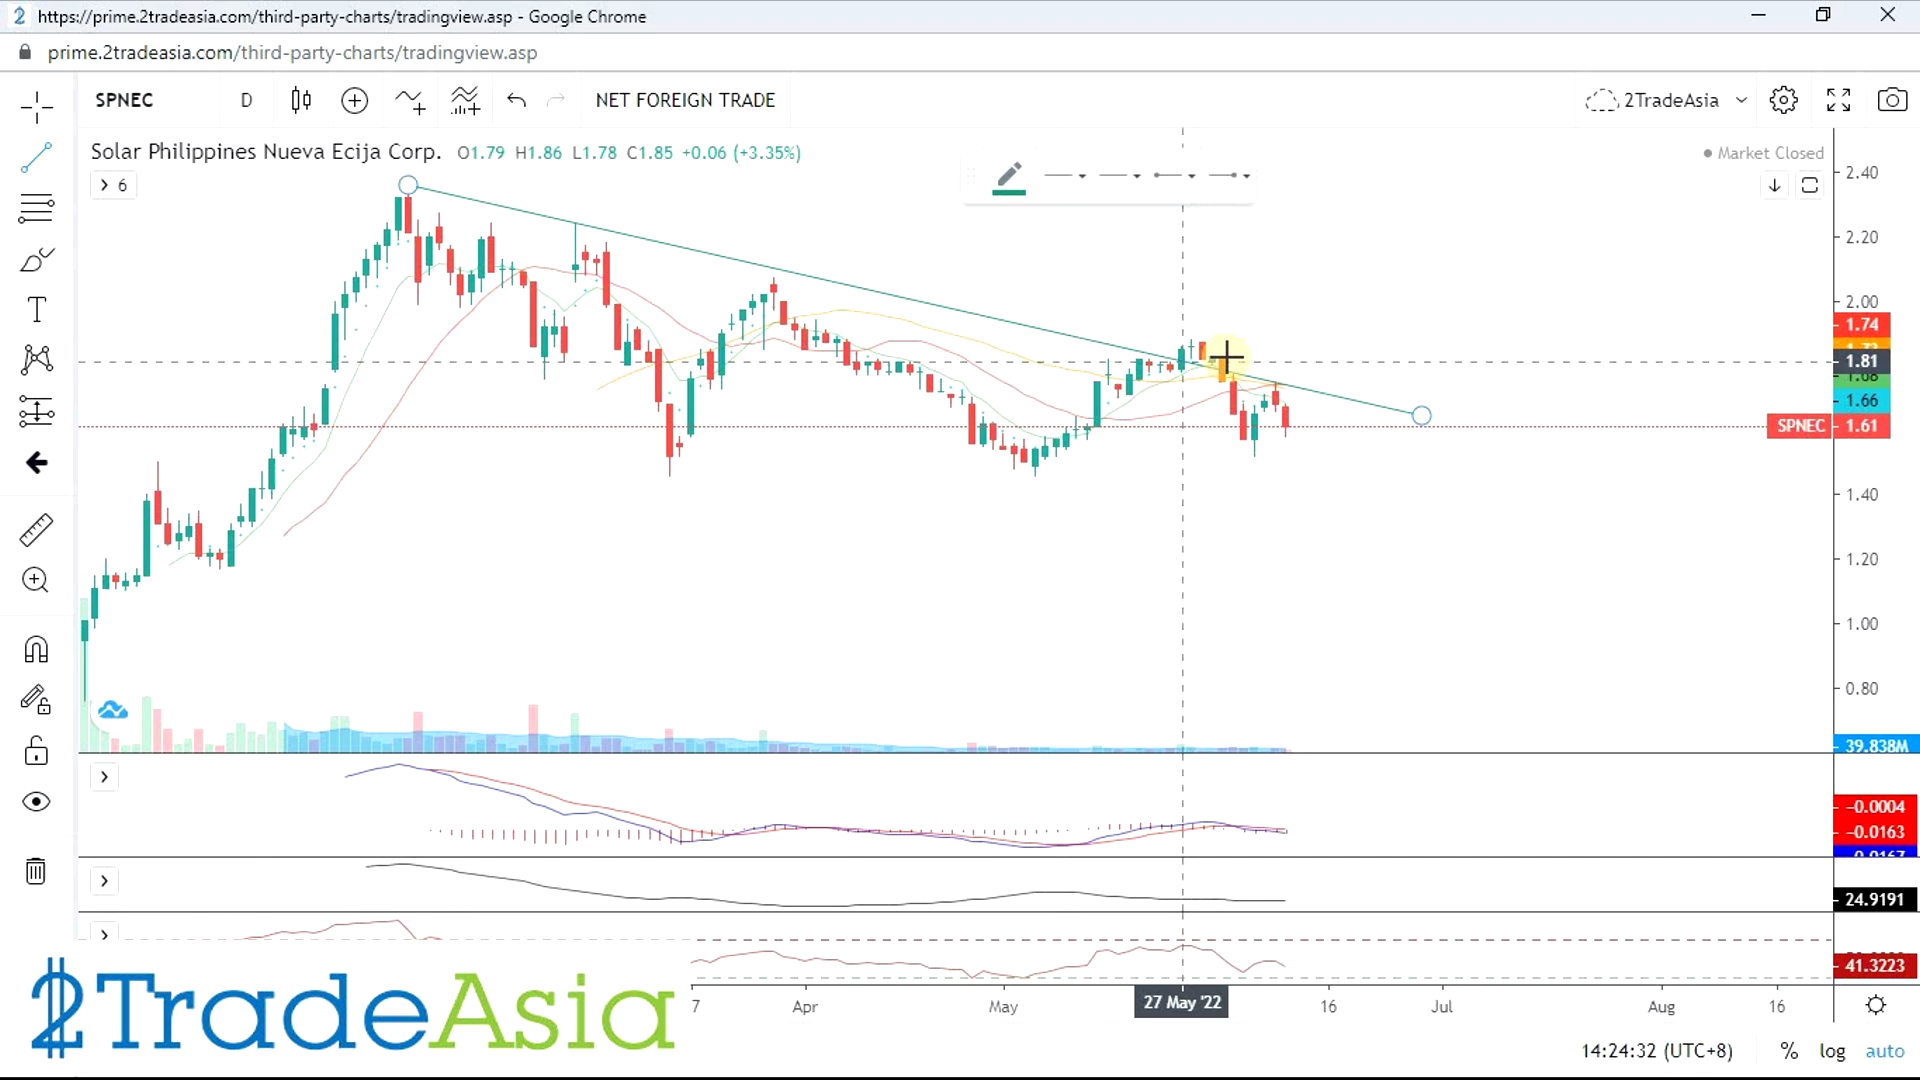 https://prime.2tradeasia.com/third-party-charts/tradingview.asp - Google Chrome
prime.2tradeasia.com/third-party-charts/tradingview.asp
SPNEC D NET FOREIGN TRADE 2TradeAsia
Solar Philippines Nueva Ecija Corp. O1.79 H1.86 L1.78 C1.85 +0.06 (+3.35%)
Market Closed
6
2.40
2.20
2.00
1.74
1.81
1.66
SPNEC 1.61
1.40
1.20
1.00
0.80
39.838M
-0.0004
-0.0163
24.9191
41.3223
7 Apr May 27 May '22 16 Jul Aug 16
2TradeAsia
14:24:32 (UTC+8) % log auto